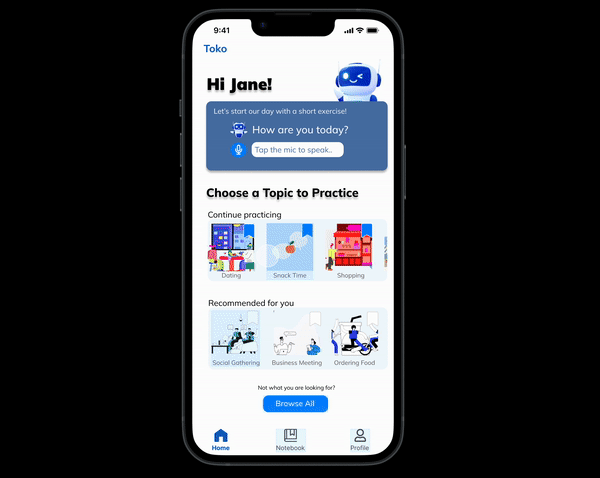 9:41
Toko
Hi Jane!
Let's start our day with a short exercise!
How are you today?
Tap the mic to speak..
Choose a Topic to Practice
Continue practicing
Dating
Snack Time
Shopping
Recommended for you
Social Gathering
Business Meeting
Ordering Food
Not what you are looking for?
Browse All
Home
Notebook
Profile